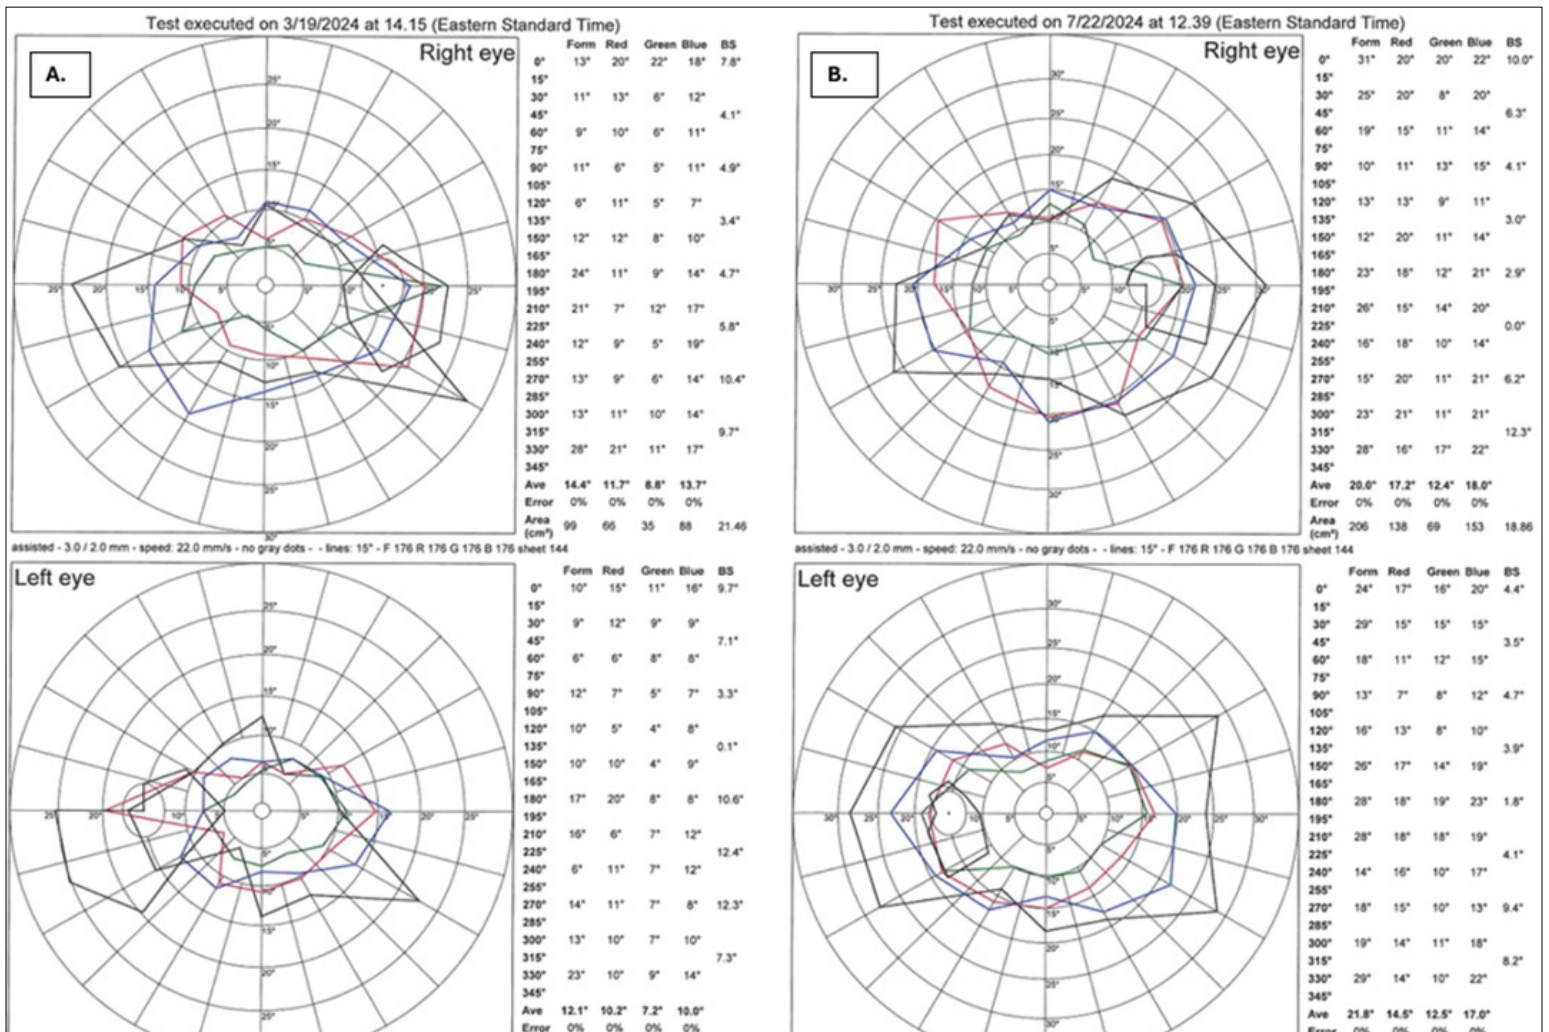 Test executed on 3/19/2024 at 14.15 (Eastern Standard Time)
A.
Right eye
Form Red Green Blue BS
0° 13° 20° 22° 18° 7.8°
15°
30° 11° 13° 6° 12°
45° 4.1°
60° 9° 10° 6° 11°
75°
90° 11° 6° 5° 11° 4.9°
105°
120° 6° 11° 5° 7°
135° 3.4°
150° 12° 12° 8° 10°
165°
180° 24° 11° 9° 14° 4.7°
195°
210° 21° 7° 12° 17°
225° 5.8°
240° 12° 9° 5° 19°
255°
270° 13° 9° 6° 14° 10.4°
285°
300° 13° 11° 10° 14°
315° 9.7°
330° 28° 21° 11° 17°
345°
Ave 14.4° 11.7° 8.8° 13.7°
Error 0% 0% 0% 0%
Area (cm²) 99 66 35 88 21.46
assisted - 3.0 / 2.0 mm - speed: 22.0 mm/s - no gray dots - - lines: 15° - F 176 R 176 G 176 B 176 sheet 144
Left eye
Form Red Green Blue BS
0° 10° 15° 11° 16° 9.7°
15°
30° 9° 12° 9° 9°
45° 7.1°
60° 6° 6° 8° 8°
75°
90° 12° 7° 5° 7° 3.3°
105°
120° 10° 5° 4° 8°
135° 0.1°
150° 10° 10° 4° 9°
165°
180° 17° 20° 8° 8° 10.6°
195°
210° 16° 6° 7° 12°
225° 12.4°
240° 6° 11° 7° 12°
255°
270° 14° 11° 7° 8° 12.3°
285°
300° 13° 10° 7° 10°
315° 7.3°
330° 23° 10° 9° 14°
345°
Ave 12.1° 10.2° 7.2° 10.0°
Error 0% 0% 0% 0%
Test executed on 7/22/2024 at 12.39 (Eastern Standard Time)
B.
Right eye
Form Red Green Blue BS
0° 31° 20° 20° 22° 10.0°
15°
30° 25° 20° 8° 20°
45° 6.3°
60° 19° 15° 11° 14°
75°
90° 10° 11° 13° 15° 4.1°
105°
120° 13° 13° 9° 11°
135° 3.0°
150° 12° 20° 11° 14°
165°
180° 23° 18° 12° 21° 2.9°
195°
210° 26° 15° 14° 20°
225° 0.0°
240° 16° 18° 10° 14°
255°
270° 15° 20° 11° 21° 6.2°
285°
300° 23° 21° 11° 21°
315° 12.3°
330° 28° 16° 17° 22°
345°
Ave 20.0° 17.2° 12.4° 18.0°
Error 0% 0% 0% 0%
Area (cm²) 206 138 69 153 18.86
assisted - 3.0 / 2.0 mm - speed: 22.0 mm/s - no gray dots - - lines: 15° - F 176 R 176 G 176 B 176 sheet 144
Left eye
Form Red Green Blue BS
0° 24° 17° 16° 20° 4.4°
15°
30° 29° 15° 15° 15°
45° 3.5°
60° 18° 11° 12° 15°
75°
90° 13° 7° 8° 12° 4.7°
105°
120° 16° 13° 8° 10°
135° 3.9°
150° 26° 17° 14° 19°
165°
180° 28° 18° 19° 23° 1.8°
195°
210° 28° 18° 18° 19°
225° 4.1°
240° 14° 16° 10° 17°
255°
270° 18° 15° 10° 13° 9.4°
285°
300° 19° 14° 11° 18°
315° 8.2°
330° 29° 14° 10° 22°
345°
Ave 21.8° 14.5° 12.5° 17.0°
Error 0% 0% 0% 0%